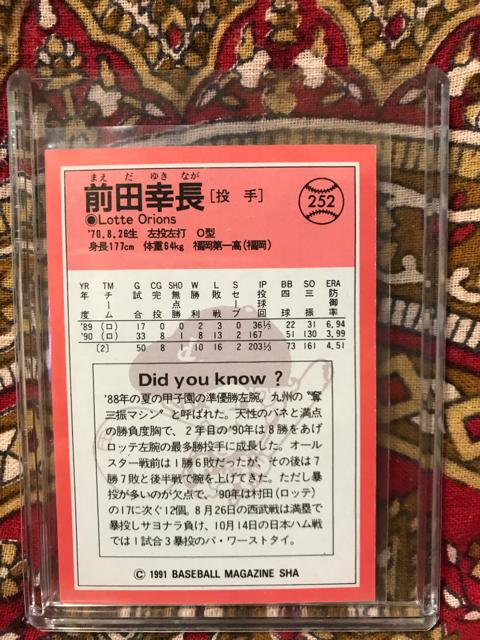 まえ だ ゆき なが
前田幸長[投 手]
252
●Lotte Orions
'70.8.26生 左投左打 O型
身長177cm 体重64kg 福岡第一高(福岡)
YR TM G CG SHO W L S IP BB SO ERA
年度 チーム 試合 完投 無点 勝利 敗戦 セーブ 投球回 四球 三振 防御率
'89 (ロ) 17 0 0 2 3 0 36⅓ 22 31 6.94
'90 (ロ) 33 8 1 8 13 2 167 51 130 3.99
[2] 50 8 1 10 16 2 203⅓ 73 161 4.51
Did you know ?
'88年の夏の甲子園の準優勝左腕。九州の“奪
三振マシン”と呼ばれた。天性のバネと満点
の勝負度胸で、2年目の'90年は8勝をあげ
ロッテ左腕の最多勝投手に成長した。オール
スター戦前は1勝6敗だったが、その後は7
勝7敗と後半戦で腕を上げてきた。ただし暴
投が多いのが欠点で、'90年は村田(ロッテ)
の17に次ぐ12個。8月26日の西武戦は満塁で
暴投しサヨナラ負け、10月14日の日本ハム戦
では1試合3暴投のパ・ワーストタイ。
© 1991 BASEBALL MAGAZINE SHA